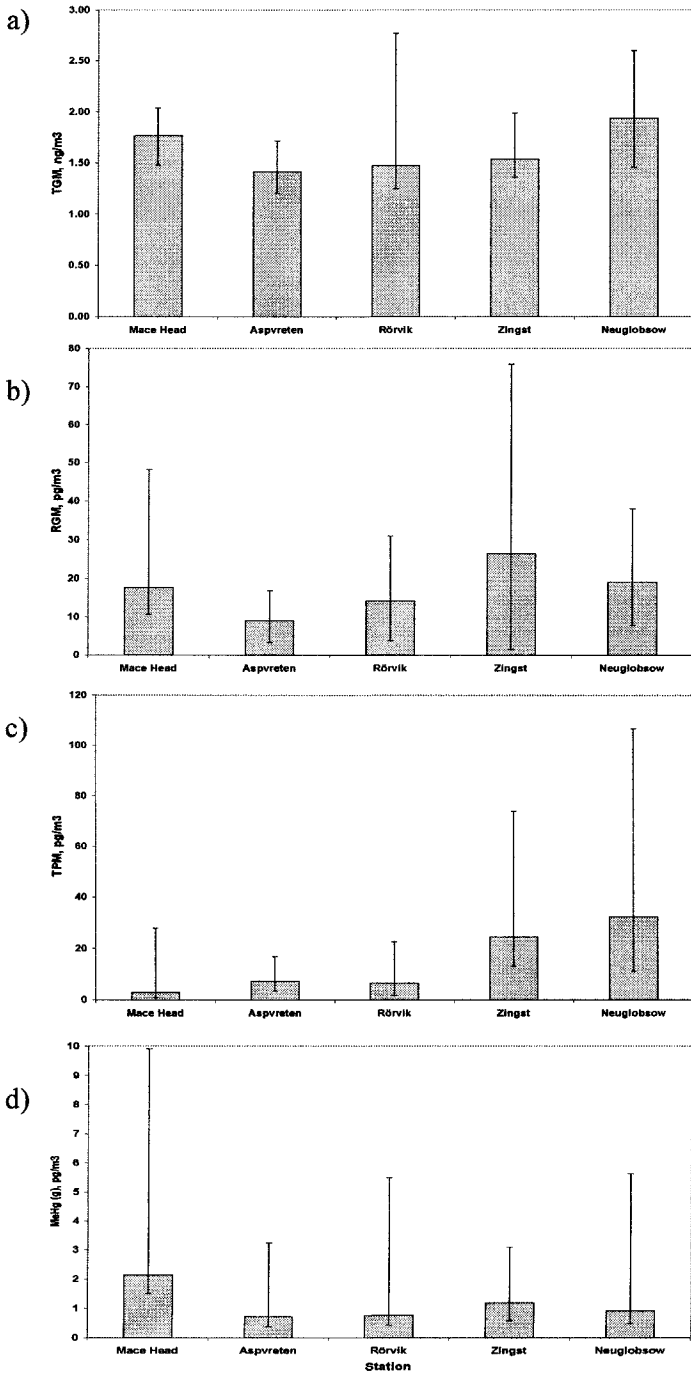 a)
TGM, ng/m3
3.00
2.50
2.00
1.50
1.00
0.50
0.00
Mace Head Aspvreten Rörvik Zingst Neuglobsow
b)
RGM, pg/m3
80
70
60
50
40
30
20
10
0
Mace Head Aspvreten Rörvik Zingst Neuglobsow
c)
TPM, pg/m3
120
100
80
60
40
20
0
Mace Head Aspvreten Rörvik Zingst Neuglobsow
d)
MeHg (g), pg/m3
10
9
8
7
6
5
4
3
2
1
0
Mace Head Aspvreten Rörvik Zingst Neuglobsow
Station